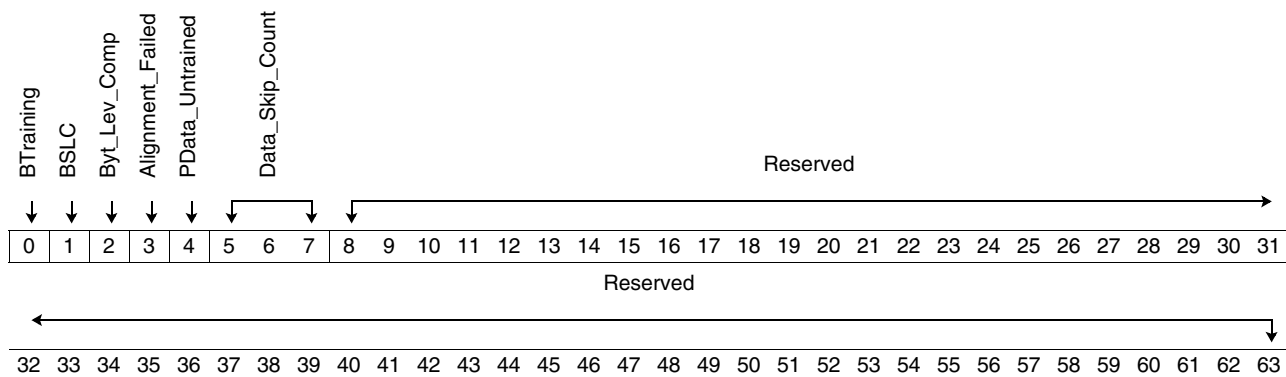 BTraining
BSLC
Byt_Lev_Comp
Alignment_Failed
PData_Untrained
Data_Skip_Count
Reserved
0 1 2 3 4 5 6 7 8 9 10 11 12 13 14 15 16 17 18 19 20 21 22 23 24 25 26 27 28 29 30 31
Reserved
32 33 34 35 36 37 38 39 40 41 42 43 44 45 46 47 48 49 50 51 52 53 54 55 56 57 58 59 60 61 62 63